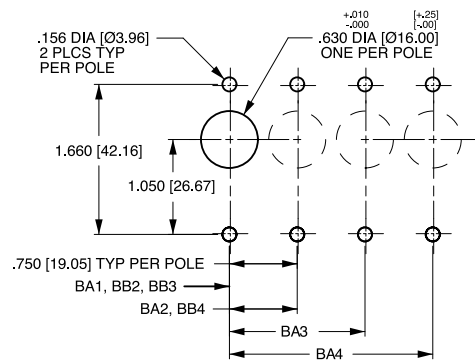 +.010 [+.25]
-.000 [-.00]
.156 DIA [Ø3.96]
2 PLCS TYP
PER POLE
.630 DIA [Ø16.00]
ONE PER POLE
1.660 [42.16]
1.050 [26.67]
.750 [19.05] TYP PER POLE
BA1, BB2, BB3
BA2, BB4
BA3
BA4